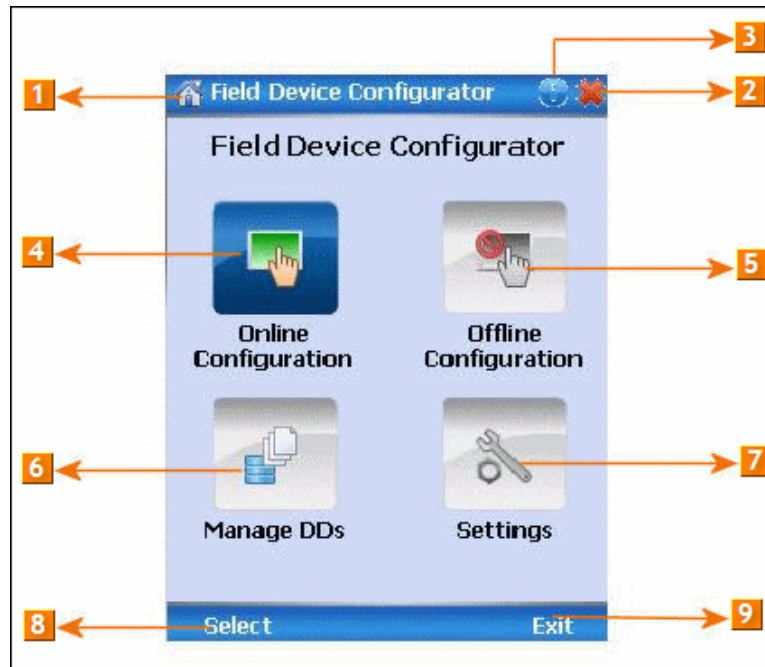 3
1
Field Device Configurator
2
Field Device Configurator
4
5
Online
Configuration
Offline
Configuration
6
7
Manage DDs
Settings
8
Select
Exit
9